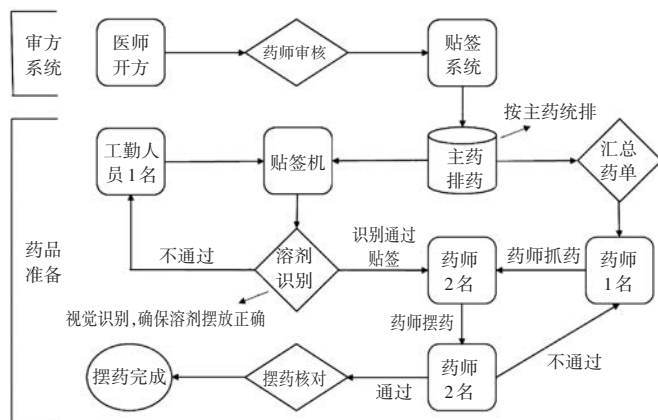 审方
系统
医师
开方
药师审核
贴签
系统
按主药统排
药品
准备
工勤人
员1名
贴签机
主药
排药
汇总
药单
不通过
溶剂
识别
识别通过
贴签
药师
2名
药师抓药
药师
1名
视觉识别,确保溶剂摆放正确
药师摆药
不通过
摆药完成
摆药核对
通过
药师
2名